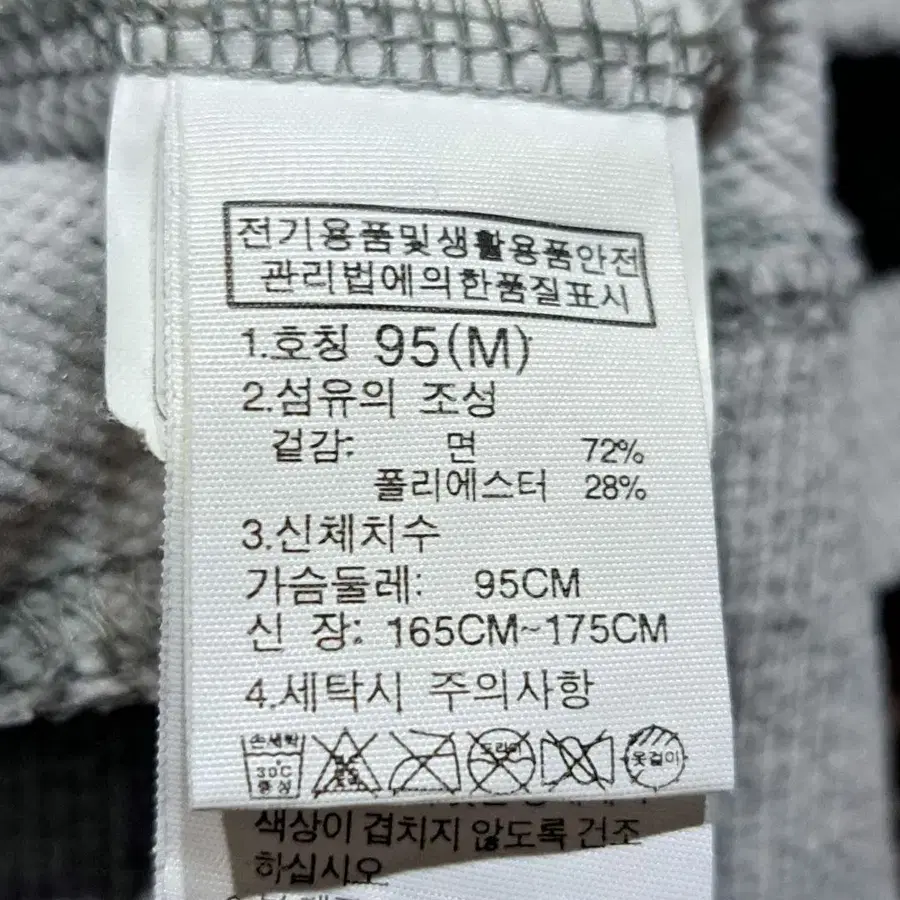 전기용품및생활용품안전
관리법에의한품질표시
1.호칭 95(M)
2.섬유의 조성
겉감: 면 72%
폴리에스터 28%
3.신체치수
가슴둘레: 95CM
신 장: 165CM~175CM
4.세탁시 주의사항
손세탁
30℃
중성
드라이
옷걸이
색상이 겹치지 않도록 건조
하십시오